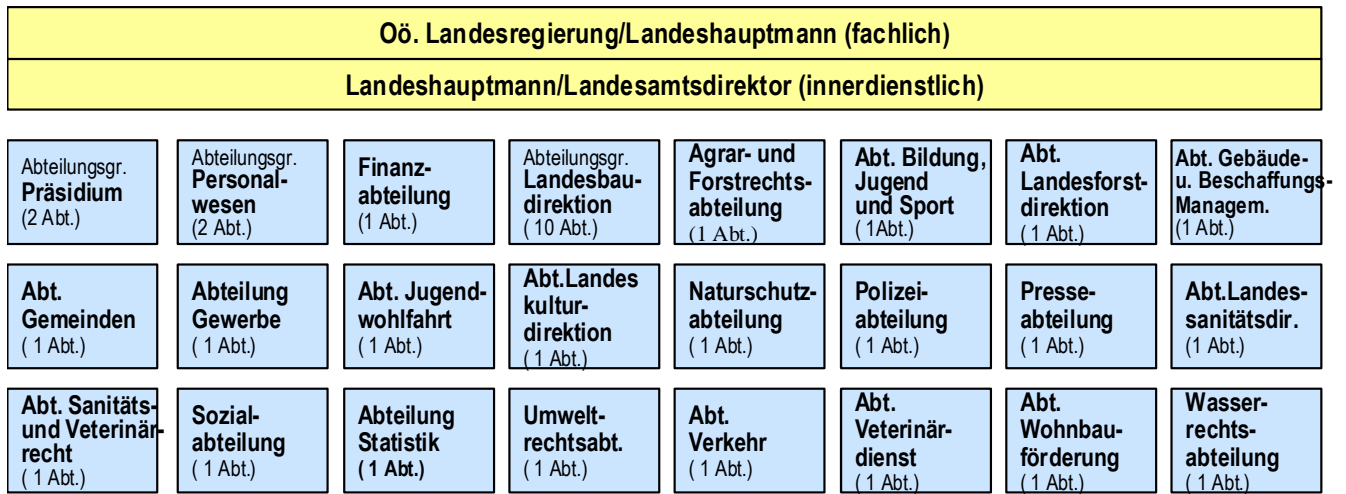 Oö. Landesregierung/Landeshauptmann (fachlich)
Landeshauptmann/Landesamtsdirektor (innerdienstlich)
Abteilungsgr.
Präsidium
(2 Abt.)
Abteilungsgr.
Personal-
wesen
(2 Abt.)
Finanz-
abteilung
(1 Abt.)
Abteilungsgr.
Landesbau-
direktion
( 10 Abt.)
Agrar- und
Forstrechts-
abteilung
(1 Abt.)
Abt. Bildung,
Jugend
und Sport
( 1Abt.)
Abt.
Landesforst-
direktion
( 1 Abt.)
Abt. Gebäude-
u. Beschaffungs-
Managem.
(1 Abt.)
Abt.
Gemeinden
( 1 Abt.)
Abteilung
Gewerbe
( 1 Abt.)
Abt. Jugend-
wohlfahrt
( 1 Abt.)
Abt.Landes
kultur-
direktion
( 1 Abt.)
Naturschutz-
abteilung
( 1 Abt.)
Polizei-
abteilung
( 1 Abt.)
Presse-
abteilung
( 1 Abt.)
Abt.Landes-
sanitätsdir.
(1 Abt.)
Abt. Sanitäts-
und Veterinär-
recht
( 1 Abt.)
Sozial-
abteilung
( 1 Abt.)
Abteilung
Statistik
( 1 Abt.)
Umwelt-
rechtsabt.
( 1 Abt.)
Abt.
Verkehr
( 1 Abt.)
Abt.
Veterinär-
dienst
( 1 Abt.)
Abt.
Wohnbau-
förderung
( 1 Abt.)
Wasser-
rechts-
abteilung
( 1 Abt.)